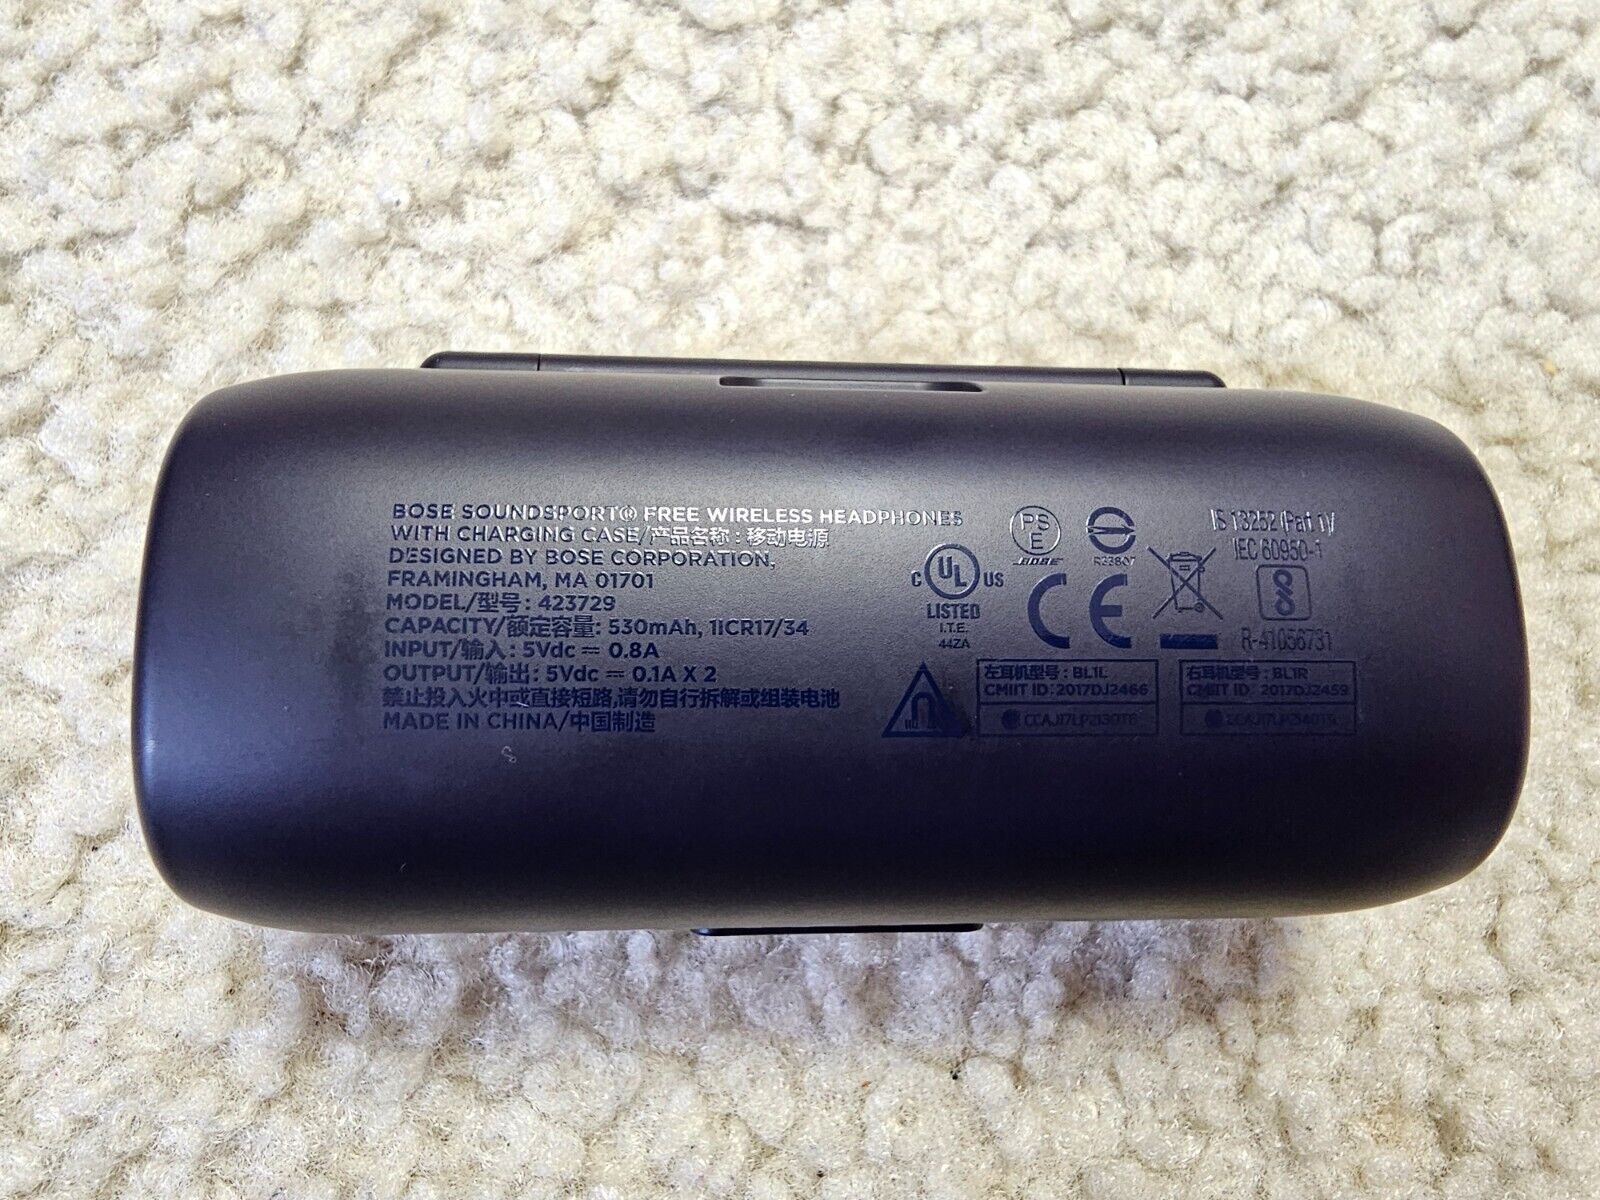 BOSE SOUNDSPORT® FREE WIRELESS HEADPHONES
WITH CHARGING CASE/产品名称：移动电源
DESIGNED BY BOSE CORPORATION,
FRAMINGHAM, MA 01701
MODEL/型号: 423729
CAPACITY/额定容量: 530mAh, 1ICR17/34
INPUT/输入: 5Vdc ⎓ 0.8A
OUTPUT/输出: 5Vdc ⎓ 0.1A X 2
禁止投入火中或直接短路,请勿自行拆解或组装电池
MADE IN CHINA/中国制造
C UL US
LISTED
I.T.E.
44ZA
PS
E
BOSE
CE
IS 13252 (Part 1)/
IEC 60950-1
R-41056731
左耳机型号: BL1L
CMIIT ID: 2017DJ2466
右耳机型号: BL1R
CMIIT ID: 2017DJ2459